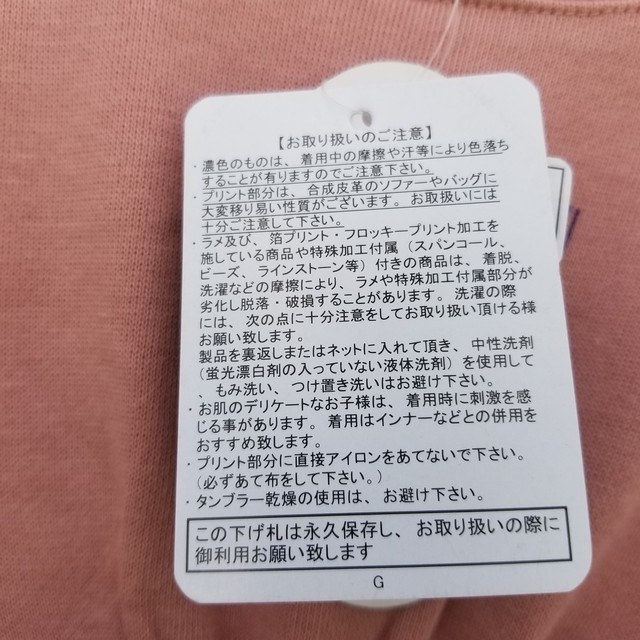 【お取り扱いのご注意】
・濃色のものは、着用中の摩擦や汗等により色落ち
することが有りますのでご注意下さい。
・プリント部分は、合成皮革のソファーやバッグに
大変移り易い性質がございます。お取扱いには
十分ご注意して下さい。
・ラメ及び、箔プリント・フロッキープリント加工を
施している商品や特殊加工付属（スパンコール、
ビーズ、ラインストーン等）付きの商品は、着脱、
洗濯などの摩擦により、ラメや特殊加工付属部分が
劣化し脱落・破損することがあります。洗濯の際
には、次の点に十分注意をしてお取り扱い頂ける様
お願い致します。
製品を裏返しまたはネットに入れて頂き、中性洗剤
（蛍光漂白剤の入っていない液体洗剤）を使用して
、もみ洗い、つけ置き洗いはお避け下さい。
・お肌のデリケートなお子様は、着用時に刺激を感
じる事があります。着用はインナーなどとの併用を
おすすめ致します。
・プリント部分に直接アイロンをあてないで下さい。
（必ずあて布をして下さい。）
・タンブラー乾燥の使用は、お避け下さい。
この下げ札は永久保存し、お取り扱いの際に
御利用お願い致します
G